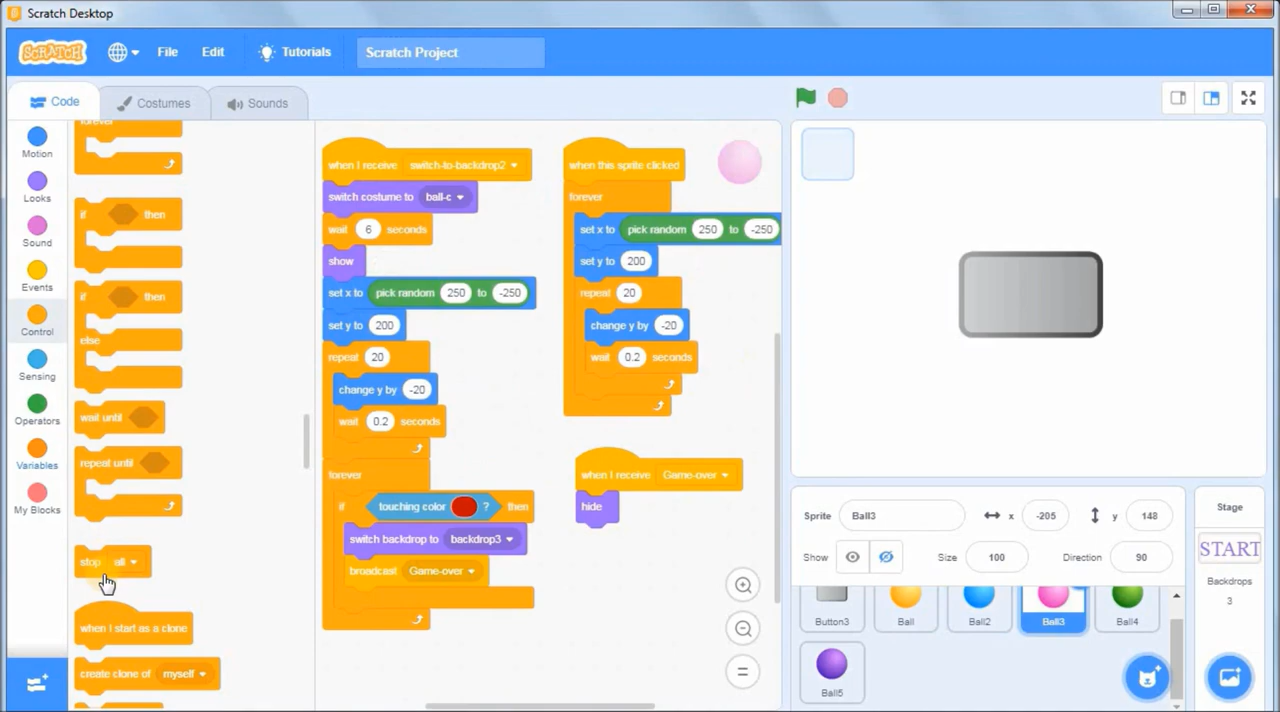 Scratch Desktop
SCRATCH
File Edit Tutorials Scratch Project
Code Costumes Sounds
Motion
Looks
Sound
Events
Control
Sensing
Operators
Variables
My Blocks
forever
if then
if then
else
wait until
repeat until
stop all
when I start as a clone
create clone of myself
when I receive switch-to-backdrop2
switch costume to ball-c
wait 6 seconds
show
set x to pick random 250 to -250
set y to 200
repeat 20
change y by -20
wait 0.2 seconds
forever
if touching color ? then
switch backdrop to backdrop3
broadcast Game-over
when this sprite clicked
forever
set x to pick random 250 to -250
set y to 200
repeat 20
change y by -20
wait 0.2 seconds
when I receive Game-over
hide
Sprite Ball3 x -205 y 148
Show Size 100 Direction 90
Button3 Ball Ball2 Ball3 Ball4
Ball5
Stage
START
Backdrops
3